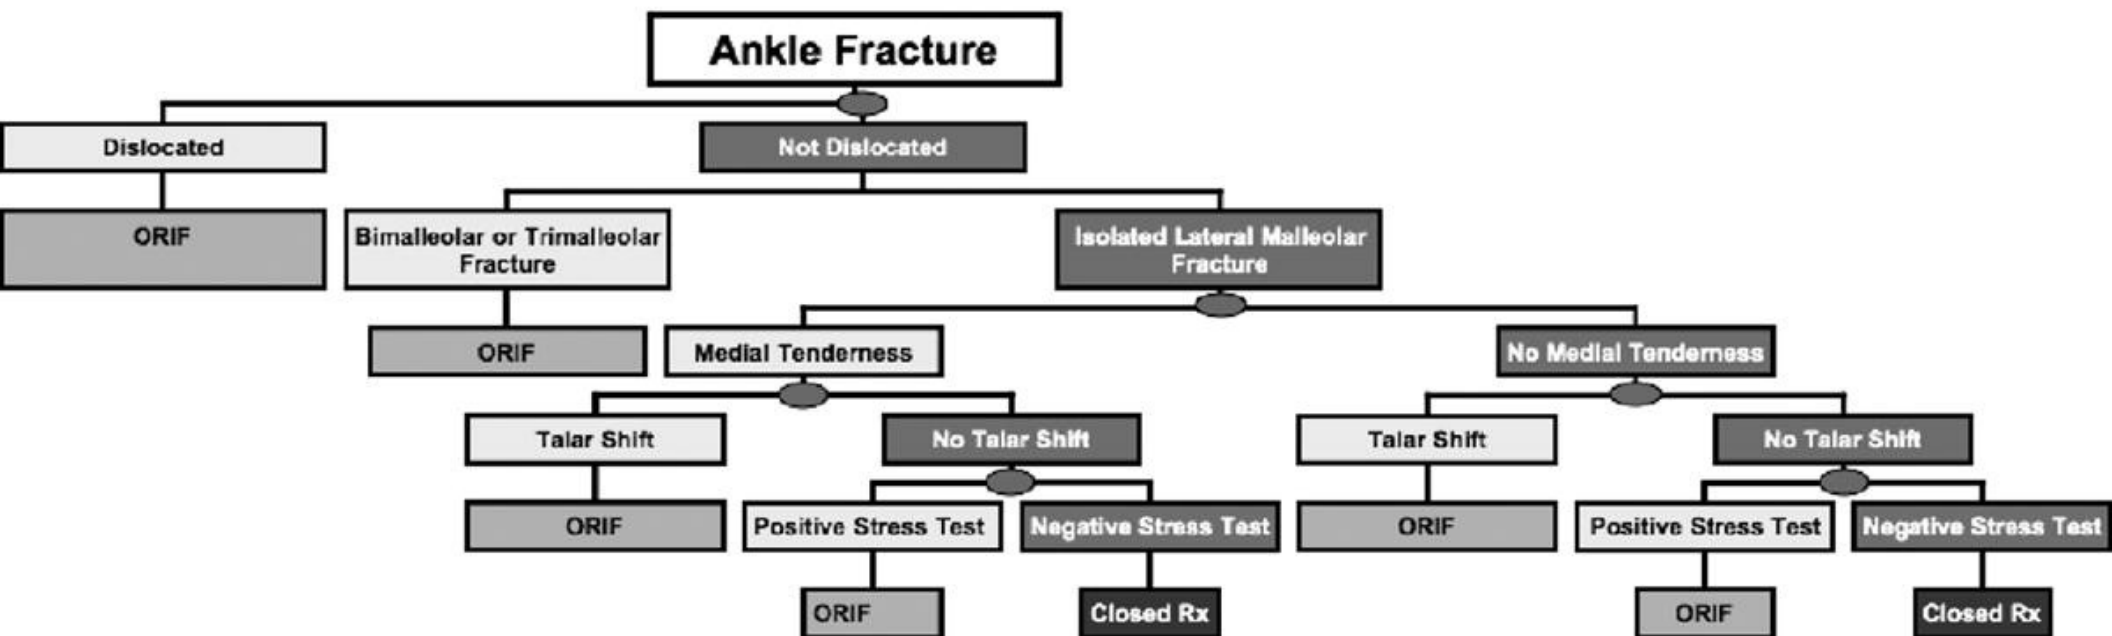 Ankle Fracture
Dislocated
Not Dislocated
ORIF
Bimalleolar or Trimalleolar
Fracture
Isolated Lateral Malleolar
Fracture
ORIF
Medial Tenderness
No Medial Tenderness
Talar Shift
No Talar Shift
Talar Shift
No Talar Shift
ORIF
Positive Stress Test
Negative Stress Test
ORIF
Positive Stress Test
Negative Stress Test
ORIF
Closed Rx
ORIF
Closed Rx